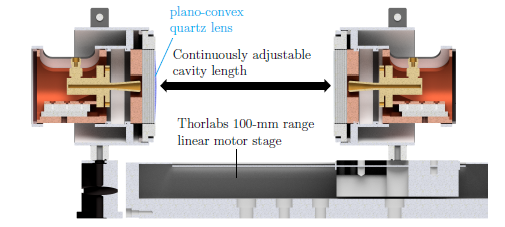 plano-convex
quartz lens
Continuously adjustable
cavity length
Thorlabs 100-mm range
linear motor stage